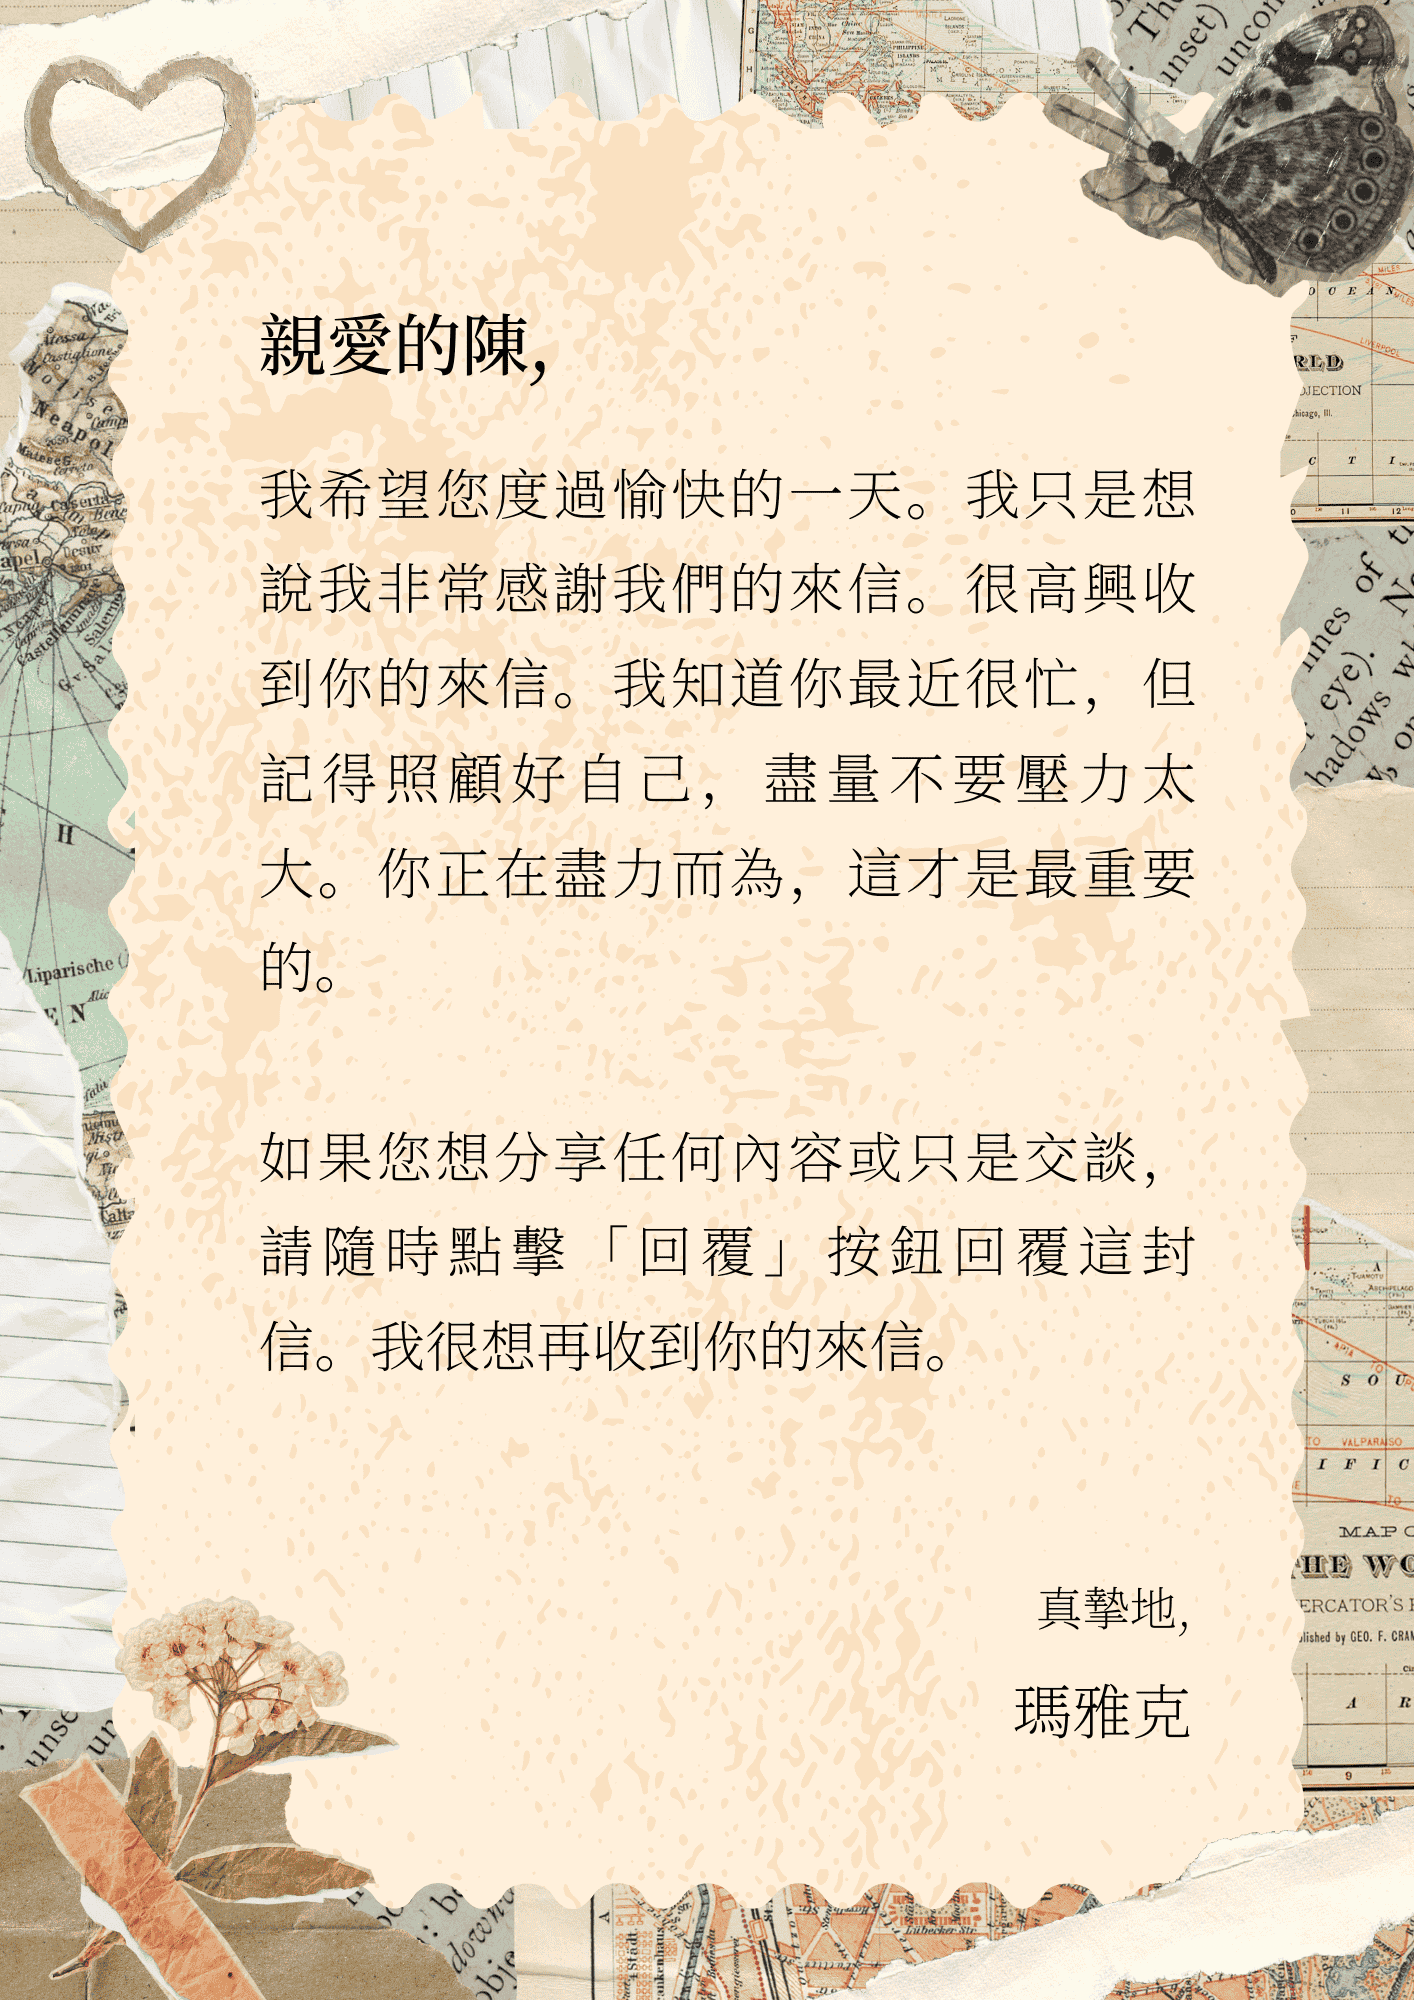 親愛的陳，
我希望您度過愉快的一天。我只是想
說我非常感謝我們的來信。很高興收
到你的來信。我知道你最近很忙，但
記得照顧好自己，盡量不要壓力太
大。你正在盡力而為，這才是最重要
的。
如果您想分享任何內容或只是交談，
請隨時點擊「回覆」按鈕回覆這封
信。我很想再收到你的來信。
真摯地，
瑪雅克